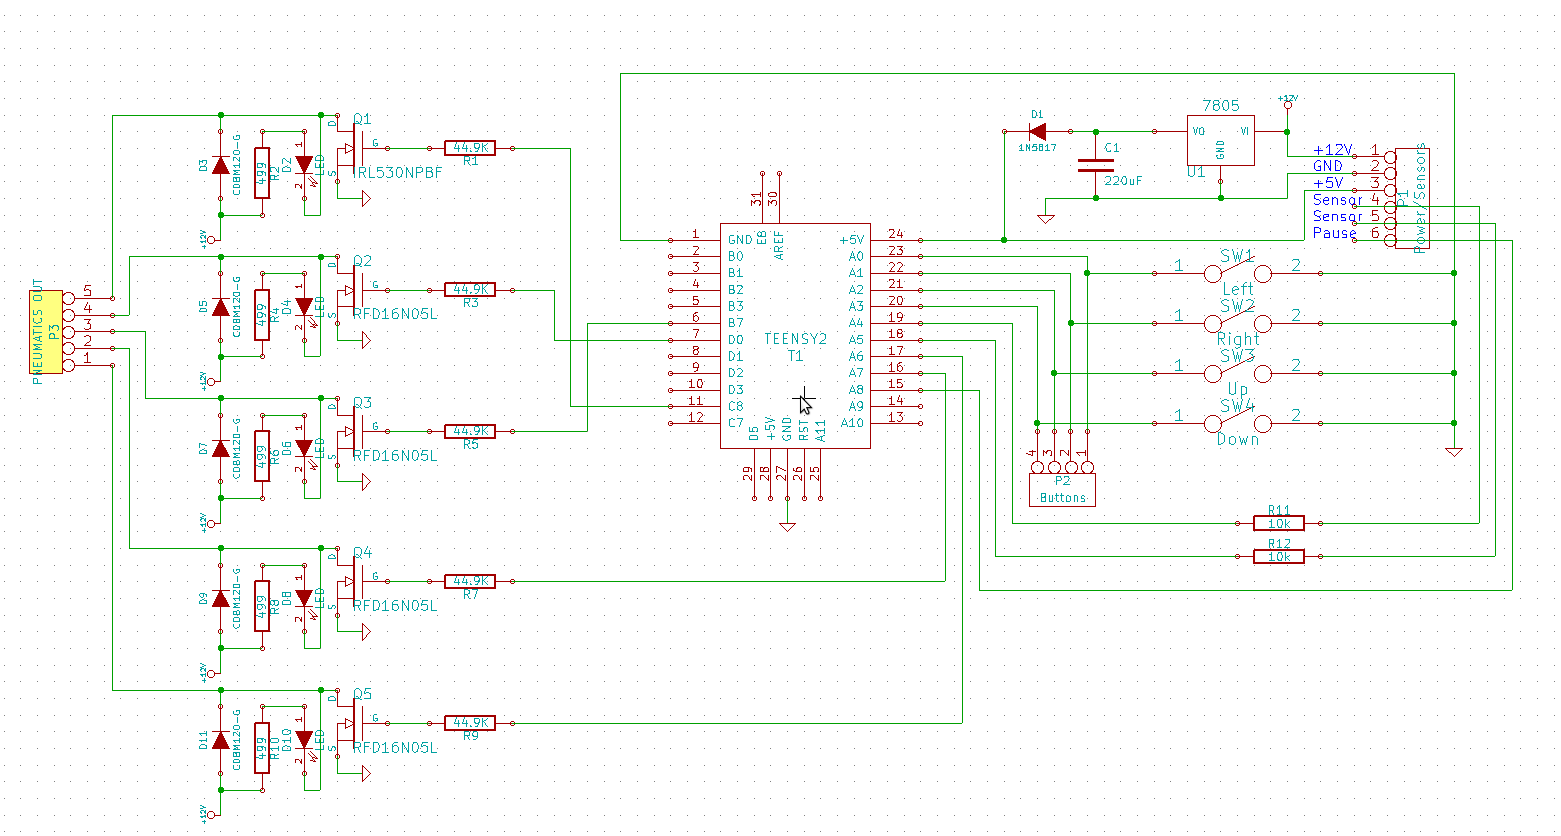 PNEUMATICS OUT
P3
5
4
3
2
1
D3
CDBM120-G
499
R2
D2
LED
1
2
+12V
D
G
S
Q1
IRL530NPBF
44.9K
R1
D5
CDBM120-G
499
R4
D4
LED
1
2
+12V
D
G
S
Q2
RFD16N05L
44.9K
R3
D7
CDBM120-G
499
R6
D6
LED
1
2
+12V
D
G
S
Q3
RFD16N05L
44.9K
R5
D9
CDBM120-G
499
R8
D8
LED
1
2
+12V
D
G
S
Q4
RFD16N05L
44.9K
R7
D11
CDBM120-G
499
R10
D10
LED
1
2
+12V
D
G
S
Q5
RFD16N05L
44.9K
R9
31
30
EB
AREF
1 GND
2 B0
3 B1
4 B2
5 B3
6 B7
7 D0
8 D1
9 D2
10 D3
11 C6
12 C7
TEENSY2
T1
+5V 24
A0 23
A1 22
A2 21
A3 20
A4 19
A5 18
A6 17
A7 16
A8 15
A9 14
A10 13
D5
+5V
GND
RST
A11
29
28
27
26
25
D1
1N5817
C1
220uF
7805
VO
VI
GND
U1
+12V
+12V 1
GND 2
+5V 3
Sensor 4
Sensor 5
Pause 6
P1
Power/Sensors
SW1
1
2
Left
SW2
1
2
Right
SW3
1
2
Up
SW4
1
2
Down
4
3
2
1
P2
Buttons
R11
10k
R12
10k